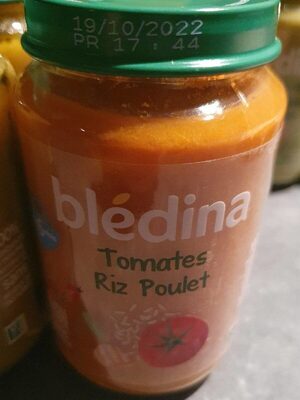 19/10/2022
PR 17:44
blédina
Tomates
Riz Poulet